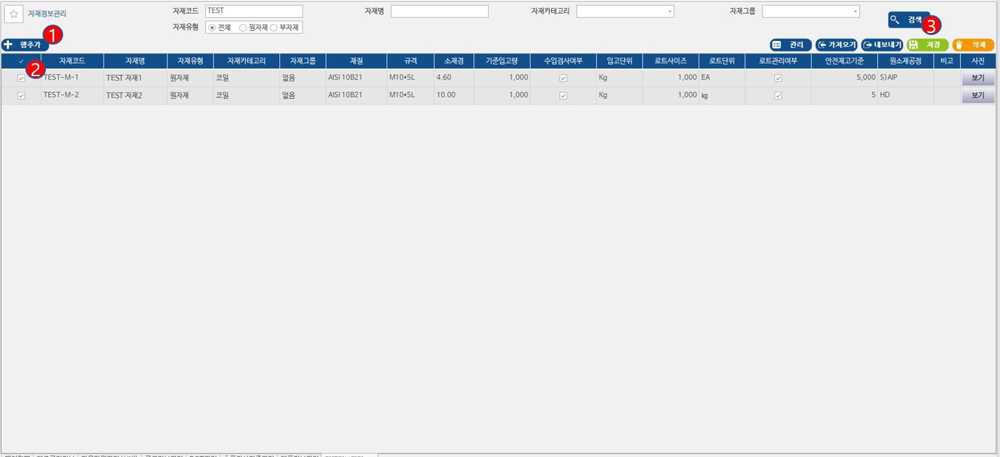 자재정보관리 자재코드 TEST 자재명 자재카테고리 자재그룹 검색
자재유형 전체 원자재 부자재
1 3
행추가 관리 가져오기 내보내기 저장 삭제
자재코드 자재명 자재유형 자재카테고리 자재그룹 재질 규격 소재경 기준입고량 수입검사여부 입고단위 로트사이즈 로트단위 로트관리여부 안전재고기준 원소재공정 비고 사진
2
TEST-M-1 TEST 자재1 원자재 코일 없음 AISI 10B21 M10*5L 4.60 1,000 Kg 1,000 EA 5,000 S)AIP 보기
TEST-M-2 TEST 자재2 원자재 코일 없음 AISI 10B21 M10*5L 10.00 1,000 Kg 1,000 ㎏ 5 HD 보기